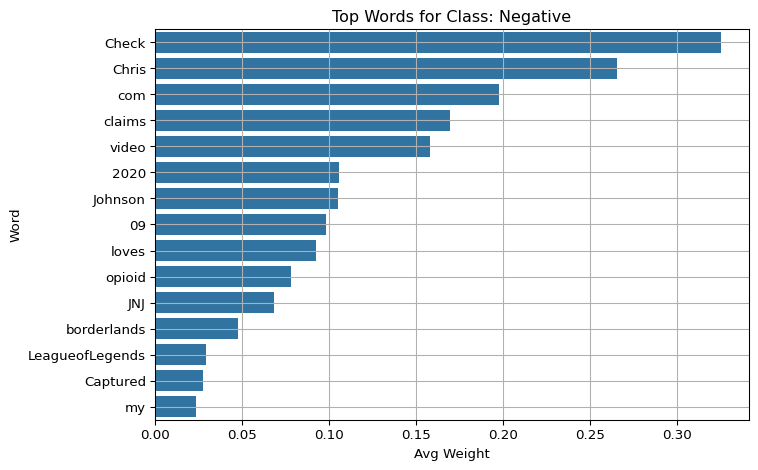 Top Words for Class: Negative
Word
Check
Chris
com
claims
video
2020
Johnson
09
loves
opioid
JNJ
borderlands
LeagueofLegends
Captured
my
0.00 0.05 0.10 0.15 0.20 0.25 0.30
Avg Weight